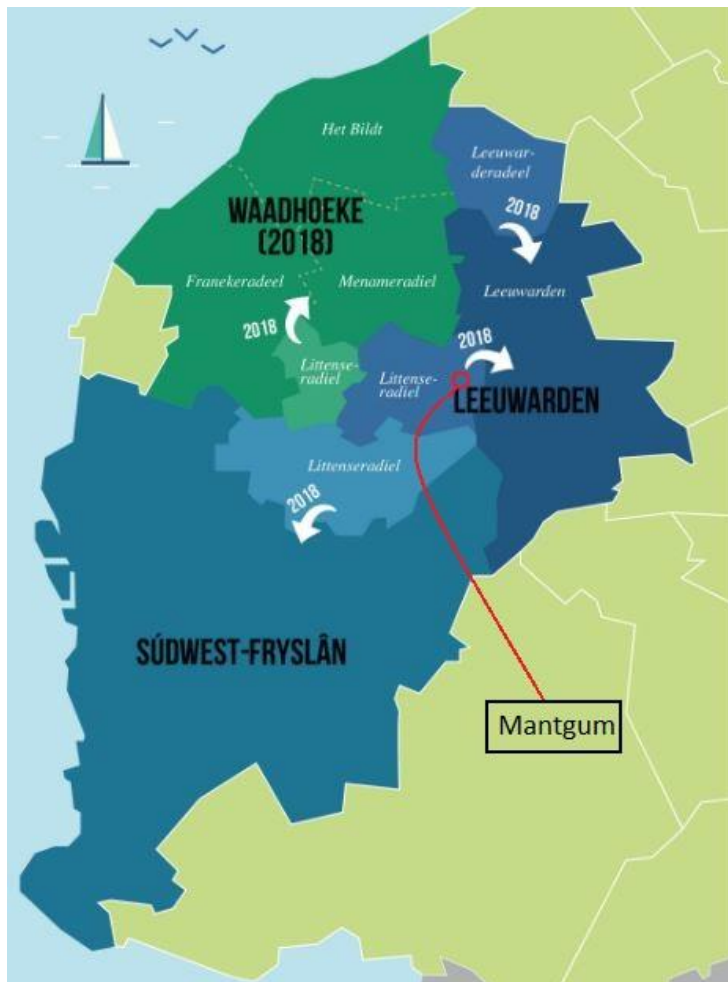 Het Bildt
Leeuwar-
deradeel
2018
WAADHOEKE
(2018)
Franekeradeel
Menameradiel
Leeuwarden
2018
2018
Littense-
radiel
Littense-
radiel
LEEUWARDEN
Littenseradiel
2018
SÚDWEST-FRYSLÂN
Mantgum